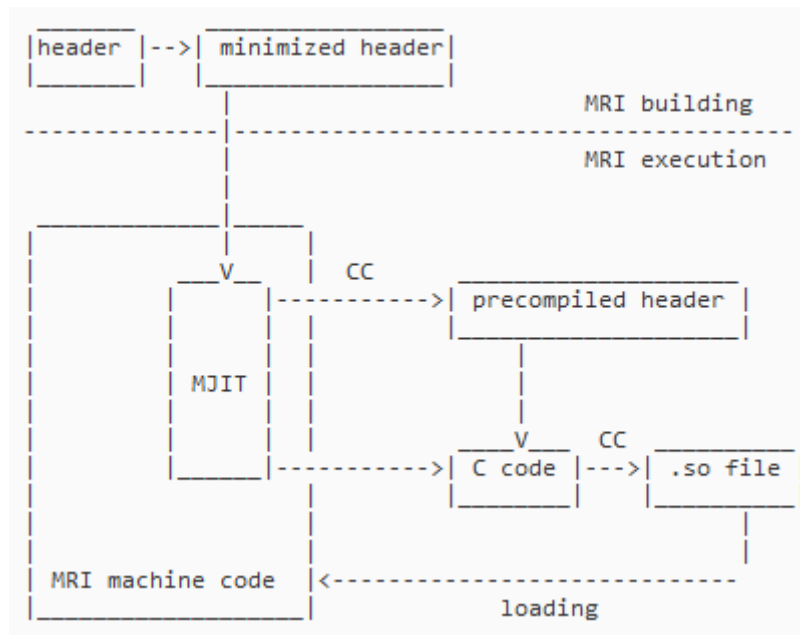 header --> minimized header
MRI building
MRI execution
CC
precompiled header
MJIT
CC
C code ---> .so file
MRI machine code
loading